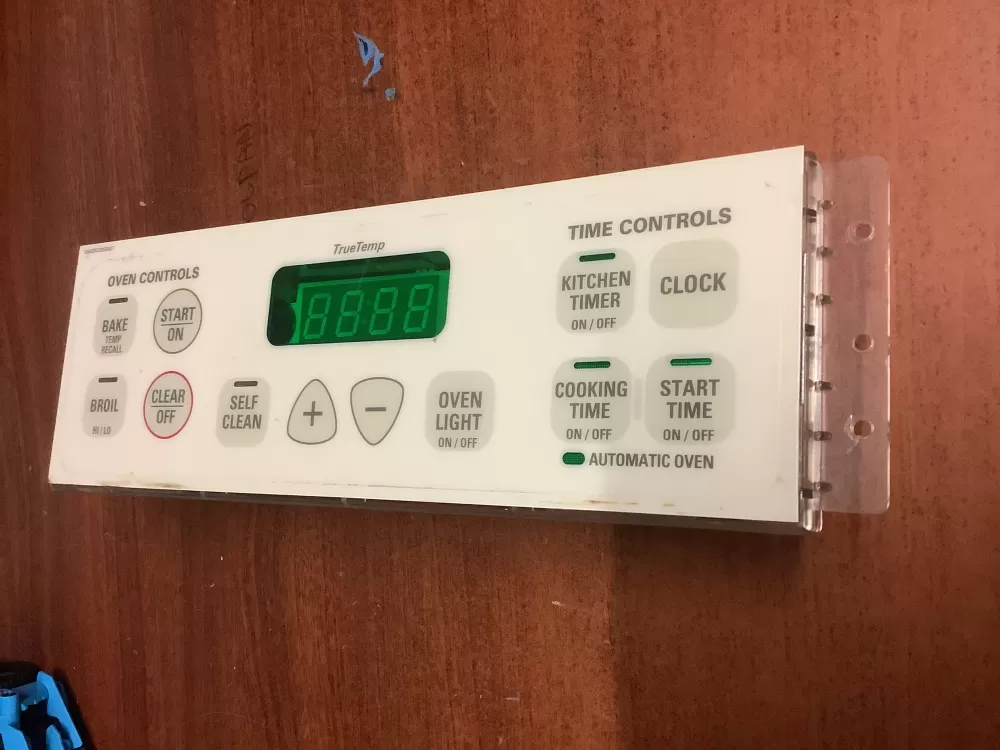 TrueTemp
OVEN CONTROLS
BAKE
TEMP
RECALL
START
ON
BROIL
HI / LO
CLEAR
OFF
SELF
CLEAN
+
−
OVEN
LIGHT
ON / OFF
8888
TIME CONTROLS
KITCHEN
TIMER
ON / OFF
CLOCK
COOKING
TIME
ON / OFF
START
TIME
ON / OFF
AUTOMATIC OVEN